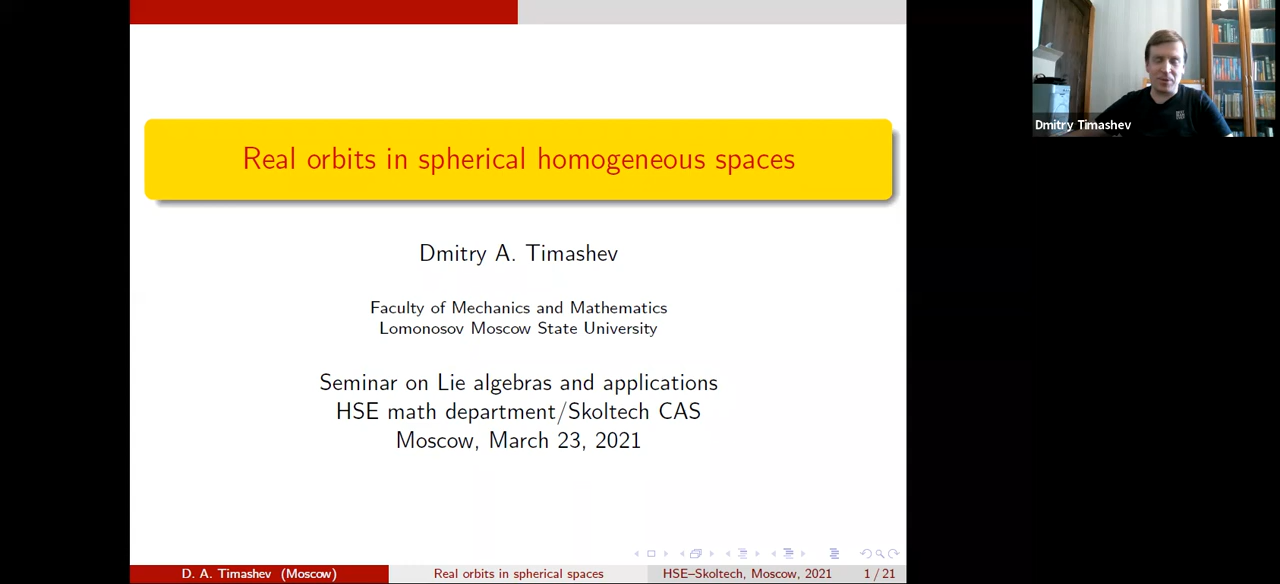 Real orbits in spherical homogeneous spaces
Dmitry A. Timashev
Faculty of Mechanics and Mathematics
Lomonosov Moscow State University
Seminar on Lie algebras and applications
HSE math department/Skoltech CAS
Moscow, March 23, 2021
D. A. Timashev (Moscow)
Real orbits in spherical spaces
HSE–Skoltech, Moscow, 2021
1 / 21
Dmitry Timashev